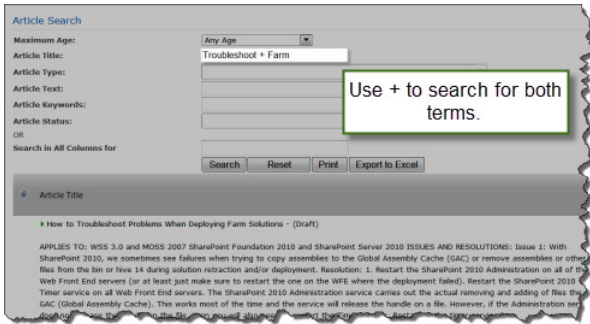 Article Search
Maximum Age: Any Age
Article Title: Troubleshoot + Farm
Article Type:
Article Text:
Use + to search for both
terms.
Article Keywords:
Article Status:
OR
Search in All Columns for
Search Reset Print Export to Excel
Article Title
How to Troubleshoot Problems When Deploying Farm Solutions - (Draft)
APPLIES TO: WSS 3.0 and MOSS 2007 SharePoint Foundation 2010 and SharePoint Server 2010 ISSUES AND RESOLUTIONS: Issue 1: With
SharePoint 2010, we sometimes see failures when trying to copy assemblies to the Global Assembly Cache (GAC) or remove assemblies or other
files from the bin or hive 14 during solution retraction and/or deployment. Resolution: 1. Restart the SharePoint 2010 Administration on all of the
Web Front End servers (or at least just make sure to restart the one on the WFE where the deployment failed). Restart the SharePoint 2010
Timer service on all Web Front End servers. The SharePoint 2010 Administration service carries out the actual removing and adding of files the
GAC (Global Assembly Cache). This works most of the time and the service will release the handle on a file. However, if the Administration ser